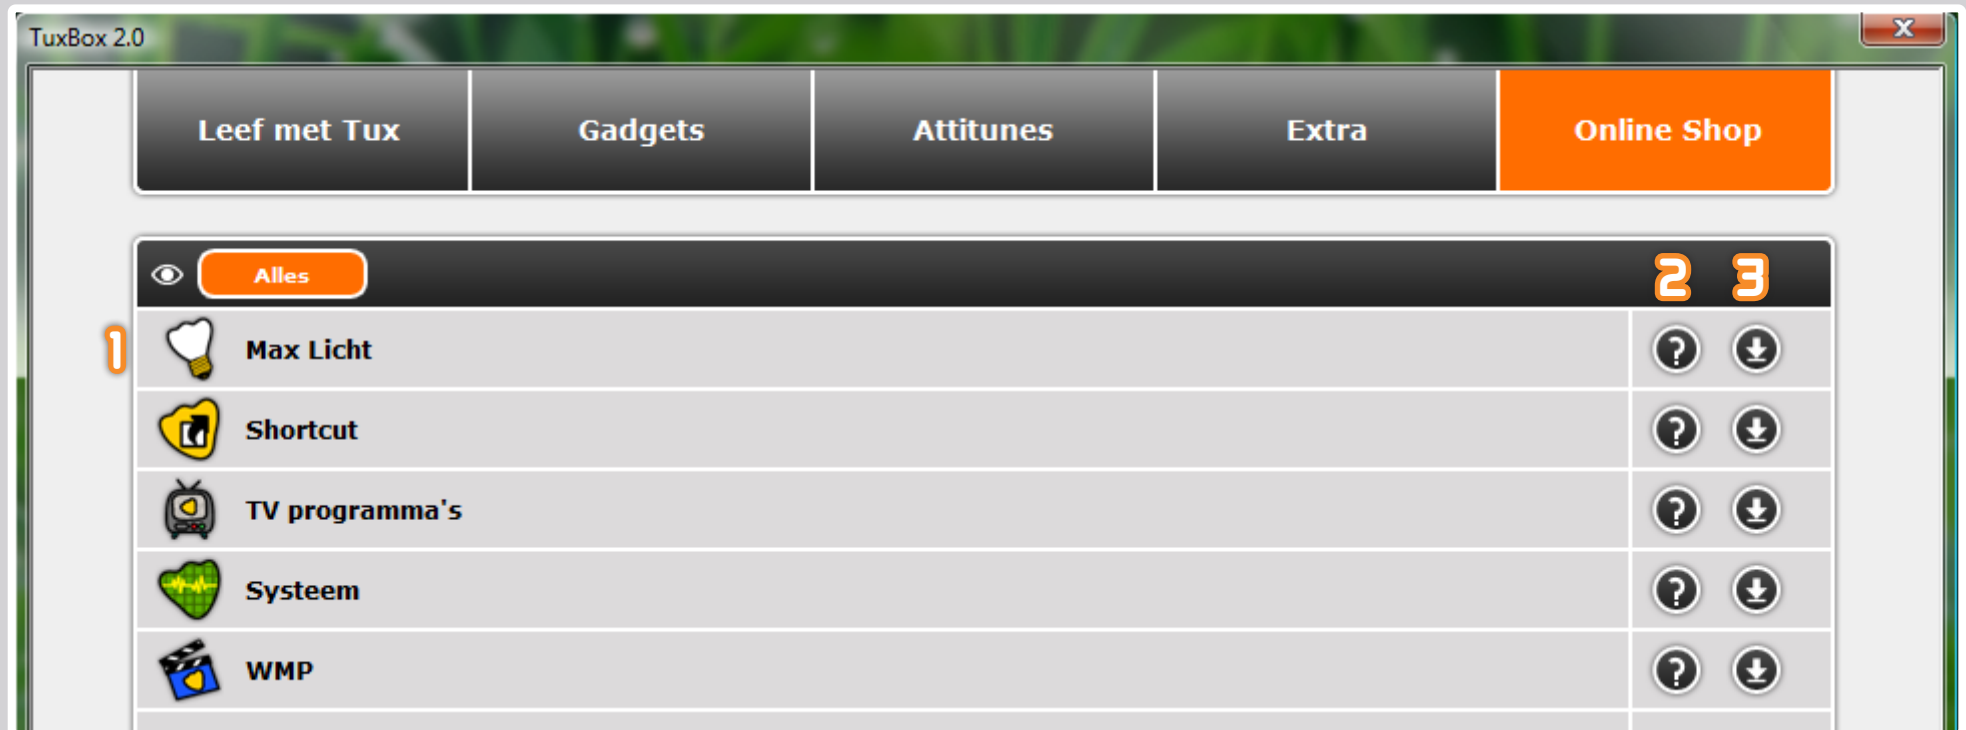 TuxBox 2.0
Leef met Tux Gadgets Attitunes Extra Online Shop
Alles 2 3
1 Max Licht ? ?
Shortcut ?
TV programma's ?
Systeem ?
WMP ?